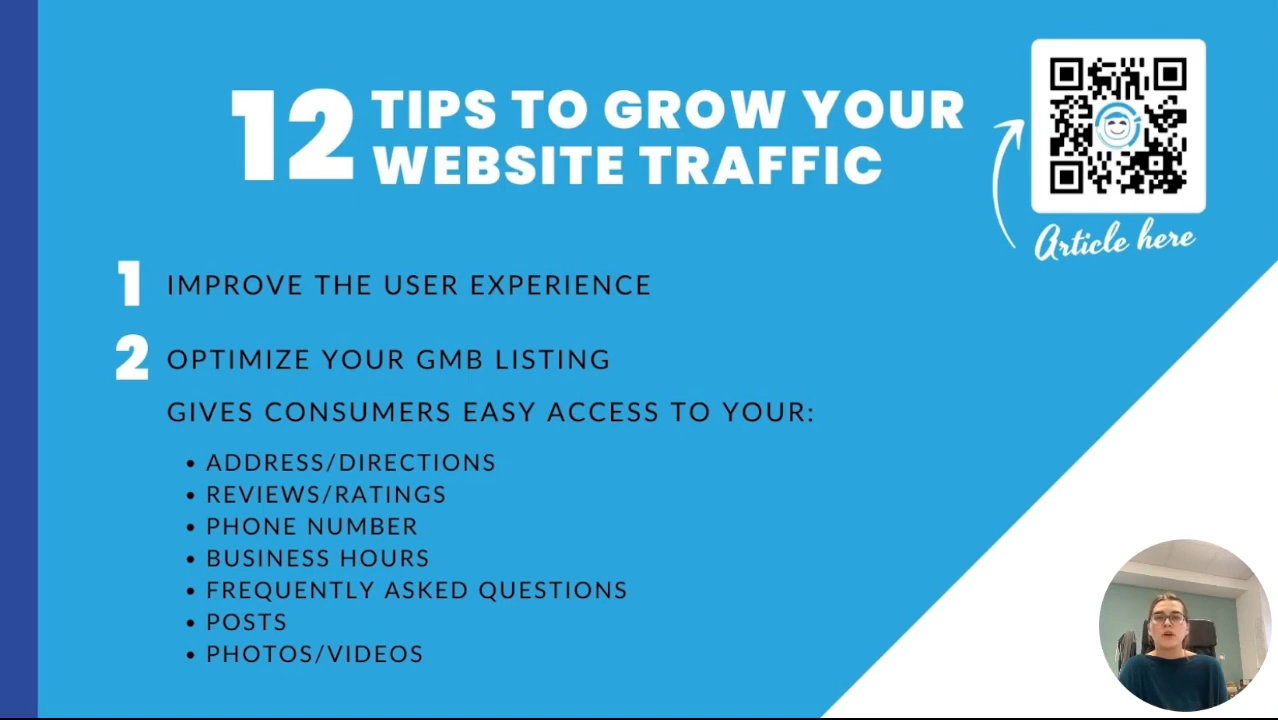 12 TIPS TO GROW YOUR
WEBSITE TRAFFIC
Article here
1 IMPROVE THE USER EXPERIENCE
2 OPTIMIZE YOUR GMB LISTING
GIVES CONSUMERS EASY ACCESS TO YOUR:
• ADDRESS/DIRECTIONS
• REVIEWS/RATINGS
• PHONE NUMBER
• BUSINESS HOURS
• FREQUENTLY ASKED QUESTIONS
• POSTS
• PHOTOS/VIDEOS